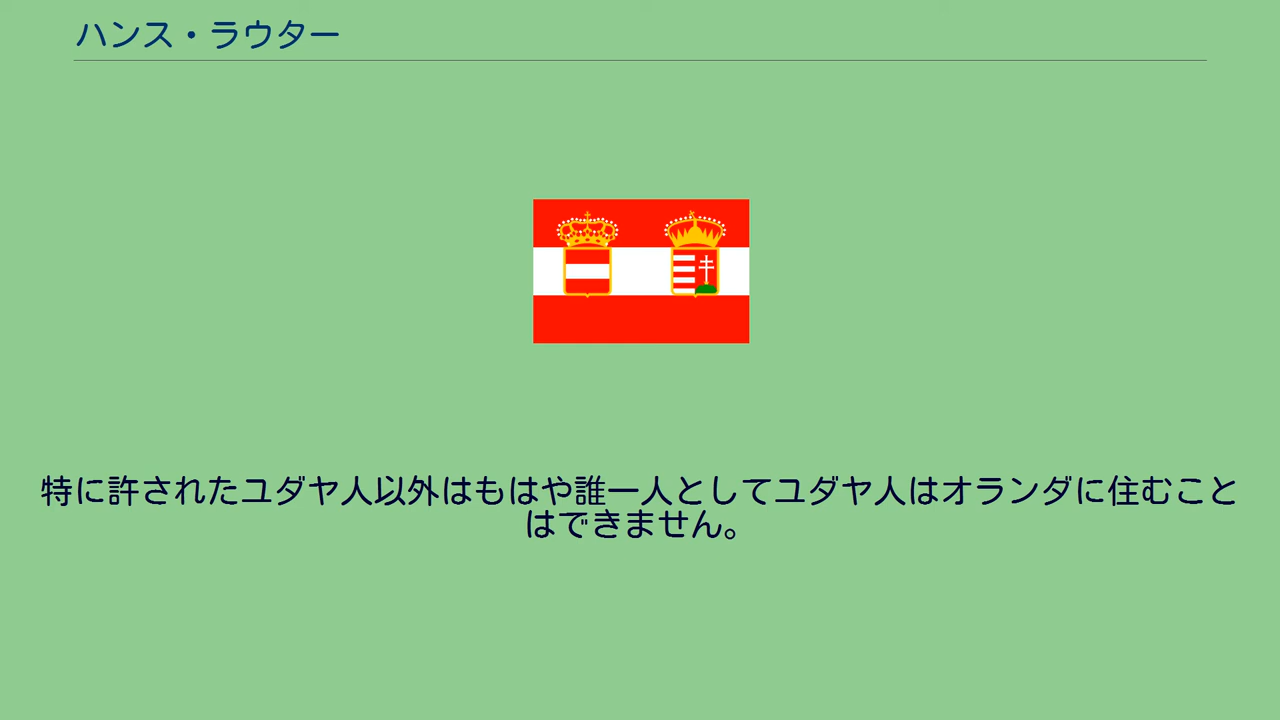 ハンス・ラウター
特に許されたユダヤ人以外はもはや誰一人としてユダヤ人はオランダに住むこと
はできません。